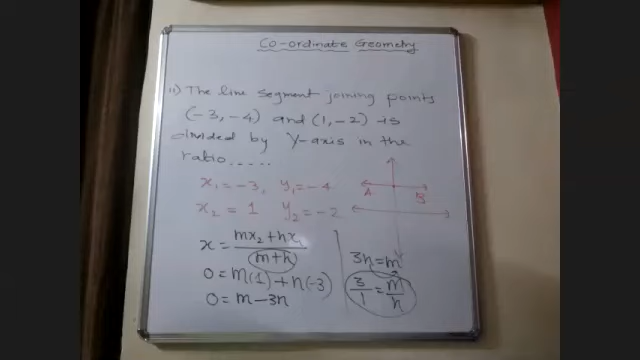 Co-ordinate Geometry
11) The line segment joining points
(-3, -4) and (1, -2) is
divided by Y-axis in the
ratio.....
x₁ = -3, y₁ = -4
x₂ = 1 y₂ = -2
A B
x = mx₂ + nx₁ / (m+n)
0 = m(1) + n(-3)
0 = m - 3n
3n = m
3/1 = m/n